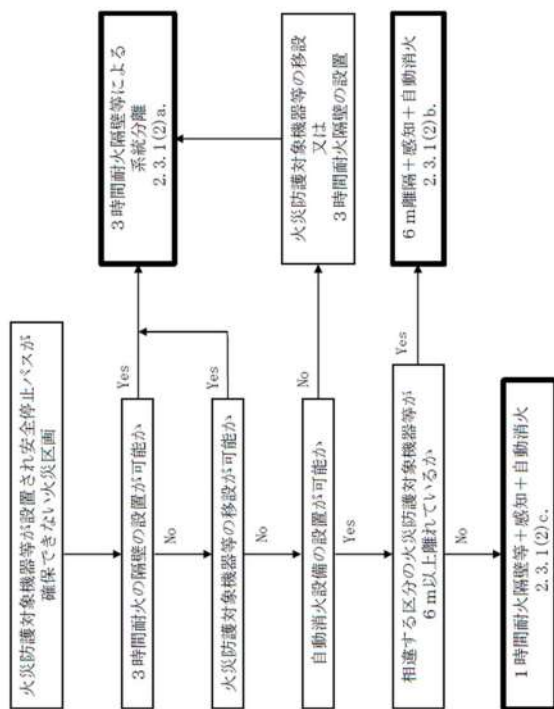 火災防護対象機器等が設置され安全停止パスが
確保できない火災区画
3時間耐火の隔壁の設置が可能か
Yes
3時間耐火隔壁等による
系統分離
2.3.1(2)a.
No
火災防護対象機器等の移設が可能か
Yes
No
自動消火設備の設置が可能か
No
火災防護対象機器等の移設
又は
3時間耐火隔壁の設置
Yes
相違する区分の火災防護対象機器等が
6m以上離れているか
Yes
6m離隔+感知+自動消火
2.3.1(2)b.
No
1時間耐火隔壁等+感知+自動消火
2.3.1(2)c.